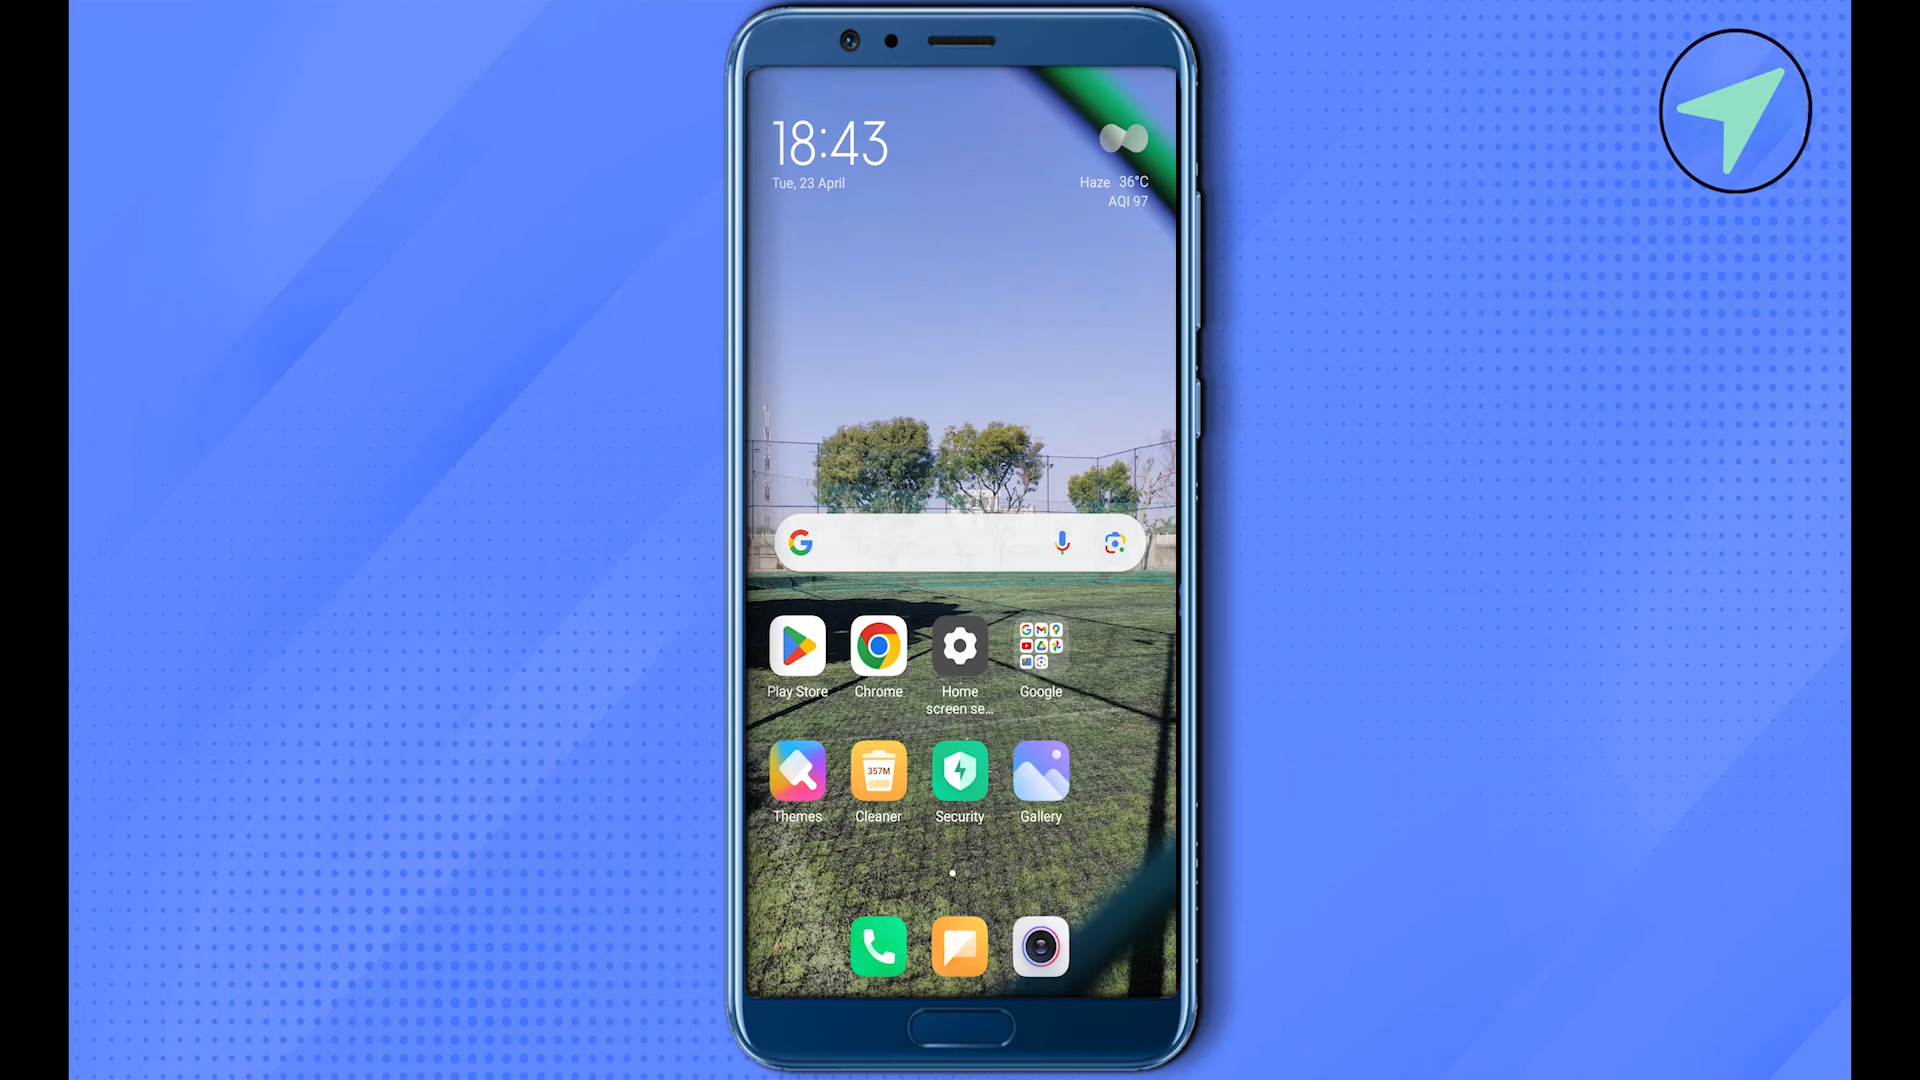 18:43
Tue, 23 April
Haze 36°C
AQI 97
Play Store
Chrome
Home
screen se...
Google
357M
Themes
Cleaner
Security
Gallery